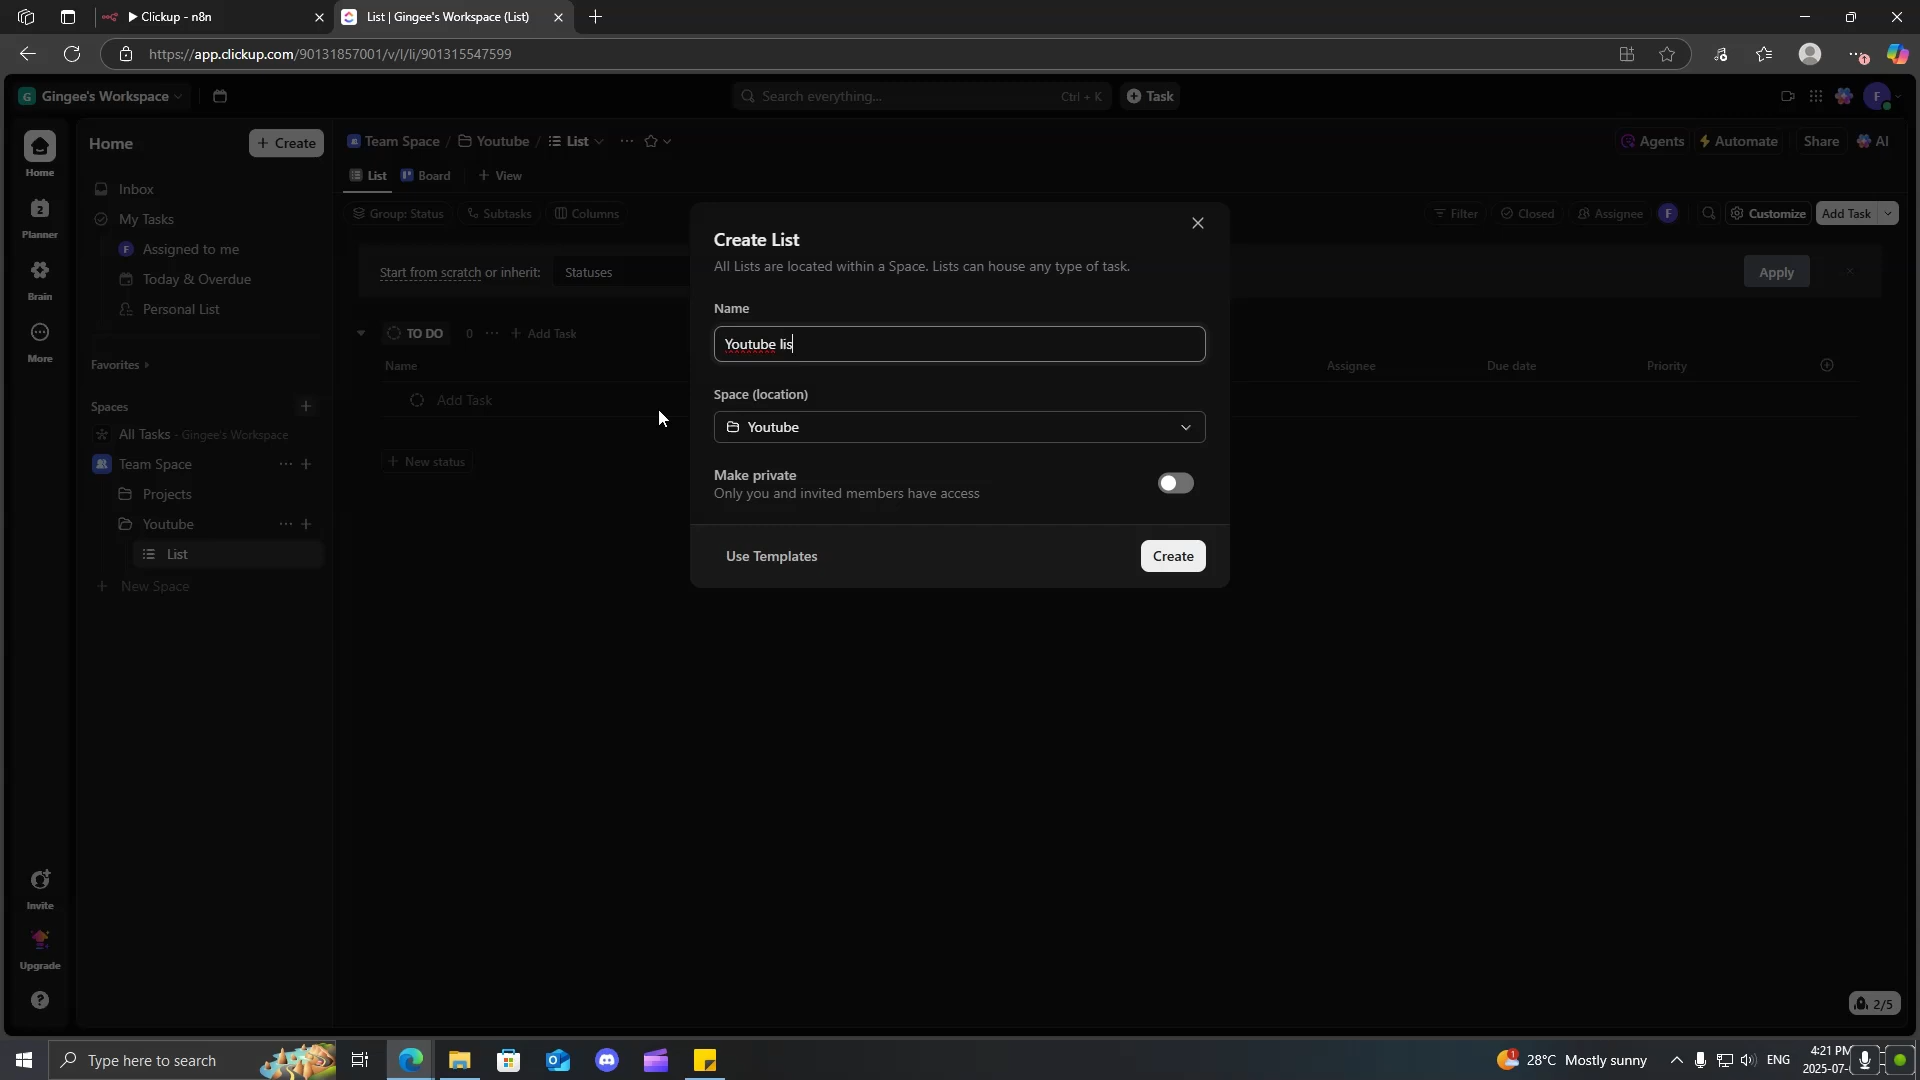 Clickup - n8n
List | Gingee's Workspace (List)
https://app.clickup.com/90131857001/v/l/li/901315547599
G Gingee's Workspace
Search everything... Ctrl + K
Task
F
Home
+ Create
Team Space / Youtube / List
Agents Automate Share AI
Home
Inbox
List Board + View
My Tasks
Planner
Group: Status Subtasks Columns
Filter Closed Assignee F Customize Add Task
F Assigned to me
Today & Overdue
Brain
Personal List
Start from scratch or inherit: Statuses
Apply
More
Favorites
TO DO 0 ... + Add Task
Name
Assignee Due date Priority
Add Task
Spaces
All Tasks - Gingee's Workspace
Team Space
+ New status
Projects
Youtube
List
+ New Space
Create List
All Lists are located within a Space. Lists can house any type of task.
Name
Youtube lis
Space (location)
Youtube
Make private
Only you and invited members have access
Use Templates
Create
Invite
Upgrade
2/5
Type here to search
1 28°C Mostly sunny
ENG
4:21 PM
2025-07-